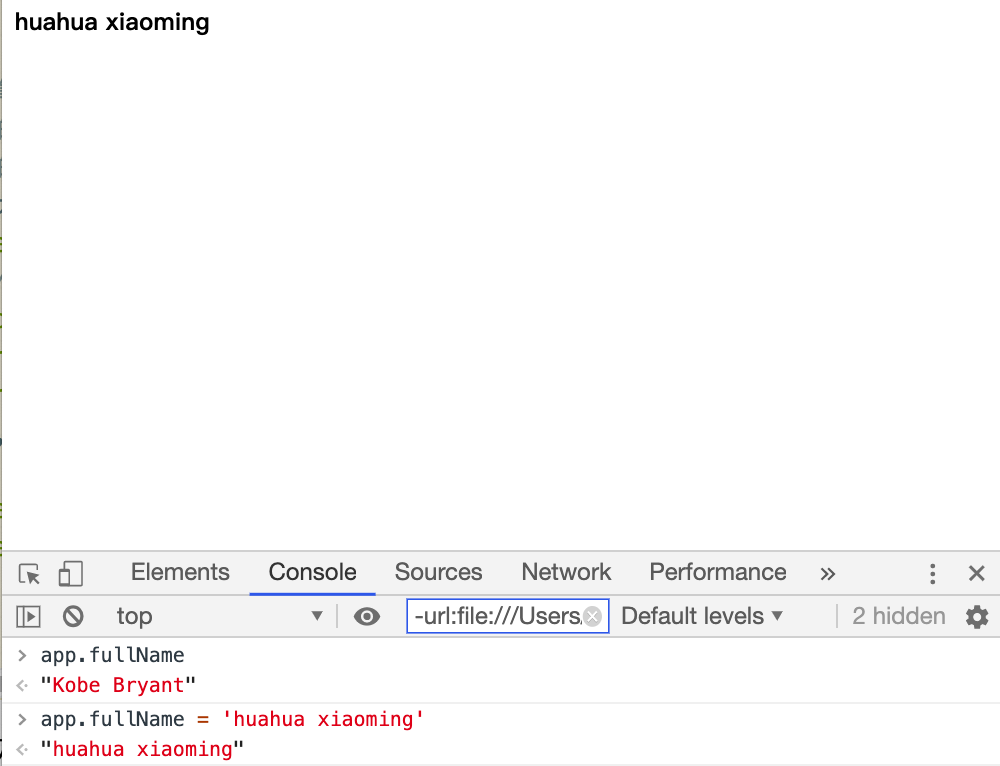 huahua xiaoming
Elements Console Sources Network Performance »
top ▼ -url:file:///Users/ Default levels ▼ 2 hidden
> app.fullName
"Kobe Bryant"
> app.fullName = 'huahua xiaoming'
"huahua xiaoming"